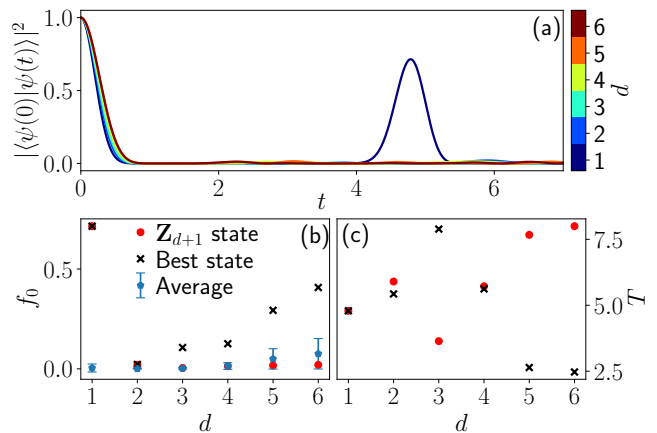 1.0
0.5
0.0
|⟨ψ(0)|ψ(t)⟩|²
(a)
0
2
4
6
t
6
5
4
3
2
1
d
(b)
Z_{d+1} state
Best state
Average
0.5
0.0
f₀
1 2 3 4 5 6
d
(c)
7.5
5.0
2.5
T
1 2 3 4 5 6
d